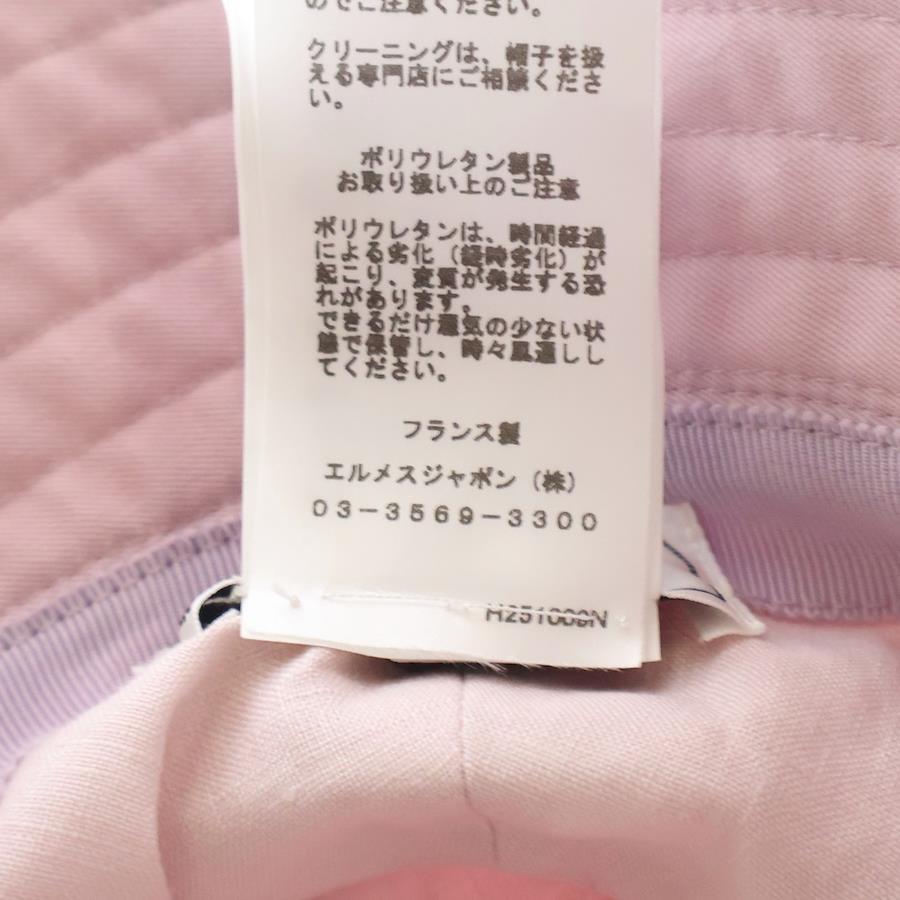 のでご注意ください。
クリーニングは、帽子を扱
える専門店にご相談くださ
い。
ポリウレタン製品
お取り扱い上のご注意
ポリウレタンは、時間経過
による劣化（経時劣化）が
起こり、変質が発生する恐
れがあります。
できるだけ湿気の少ない状
態で保管し、時々風通しし
てください。
フランス製
エルメスジャポン（株）
03-3569-3300
H251009N